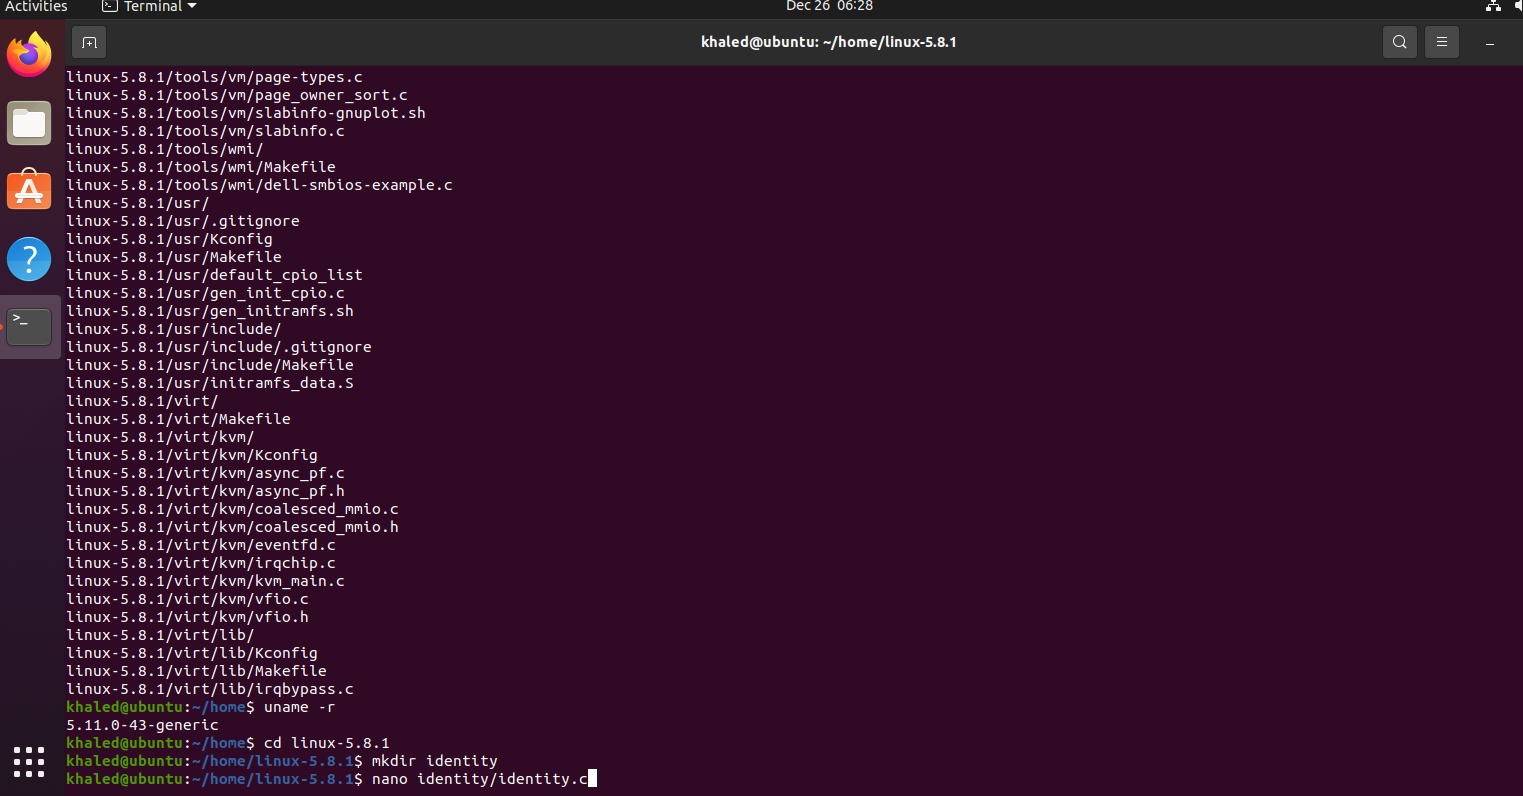 Activities
Terminal
Dec 26 06:28
khaled@ubuntu: ~/home/linux-5.8.1
linux-5.8.1/tools/vm/page-types.c
linux-5.8.1/tools/vm/page_owner_sort.c
linux-5.8.1/tools/vm/slabinfo-gnuplot.sh
linux-5.8.1/tools/vm/slabinfo.c
linux-5.8.1/tools/wmi/
linux-5.8.1/tools/wmi/Makefile
linux-5.8.1/tools/wmi/dell-smbios-example.c
linux-5.8.1/usr/
linux-5.8.1/usr/.gitignore
linux-5.8.1/usr/Kconfig
linux-5.8.1/usr/Makefile
linux-5.8.1/usr/default_cpio_list
linux-5.8.1/usr/gen_init_cpio.c
linux-5.8.1/usr/gen_initramfs.sh
linux-5.8.1/usr/include/
linux-5.8.1/usr/include/.gitignore
linux-5.8.1/usr/include/Makefile
linux-5.8.1/usr/initramfs_data.S
linux-5.8.1/virt/
linux-5.8.1/virt/Makefile
linux-5.8.1/virt/kvm/
linux-5.8.1/virt/kvm/Kconfig
linux-5.8.1/virt/kvm/async_pf.c
linux-5.8.1/virt/kvm/async_pf.h
linux-5.8.1/virt/kvm/coalesced_mmio.c
linux-5.8.1/virt/kvm/coalesced_mmio.h
linux-5.8.1/virt/kvm/eventfd.c
linux-5.8.1/virt/kvm/irqchip.c
linux-5.8.1/virt/kvm/kvm_main.c
linux-5.8.1/virt/kvm/vfio.c
linux-5.8.1/virt/kvm/vfio.h
linux-5.8.1/virt/lib/
linux-5.8.1/virt/lib/Kconfig
linux-5.8.1/virt/lib/Makefile
linux-5.8.1/virt/lib/irqbypass.c
khaled@ubuntu:~/home$ uname -r
5.11.0-43-generic
khaled@ubuntu:~/home$ cd linux-5.8.1
khaled@ubuntu:~/home/linux-5.8.1$ mkdir identity
khaled@ubuntu:~/home/linux-5.8.1$ nano identity/identity.c